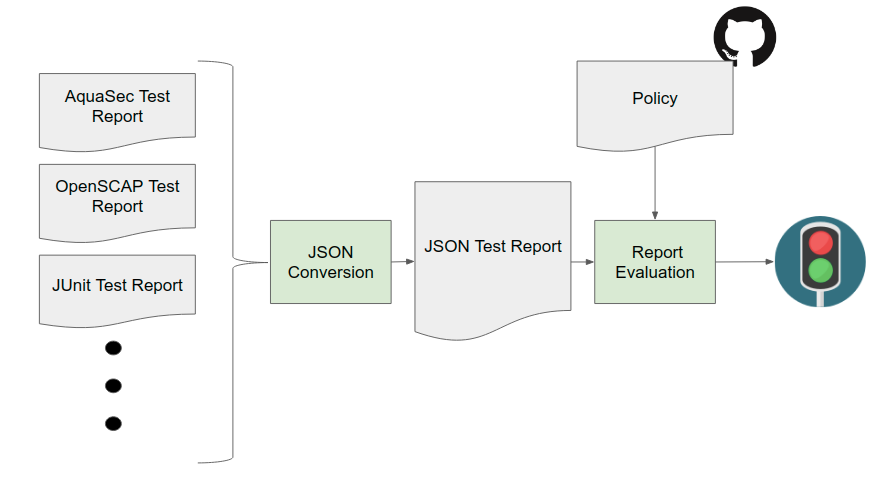 AquaSec Test
Report
OpenSCAP Test
Report
JUnit Test Report
JSON
Conversion
JSON Test Report
Policy
Report
Evaluation